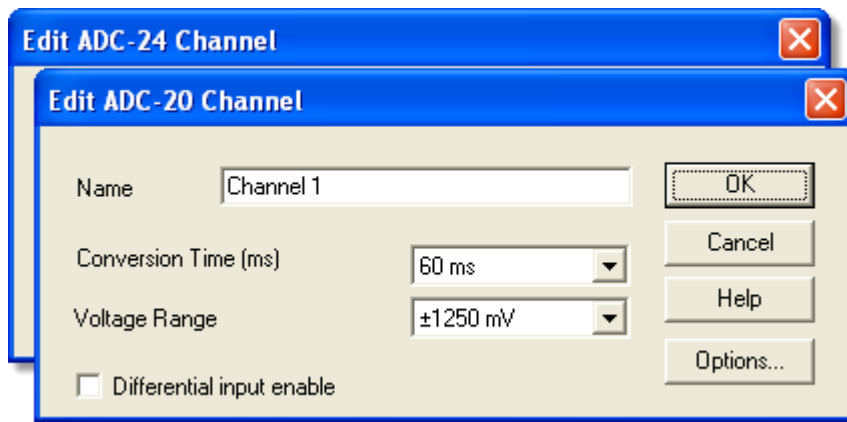 Edit ADC-24 Channel
Edit ADC-20 Channel
Name
Channel 1
OK
Conversion Time (ms)
60 ms
Cancel
Voltage Range
±1250 mV
Help
Differential input enable
Options...